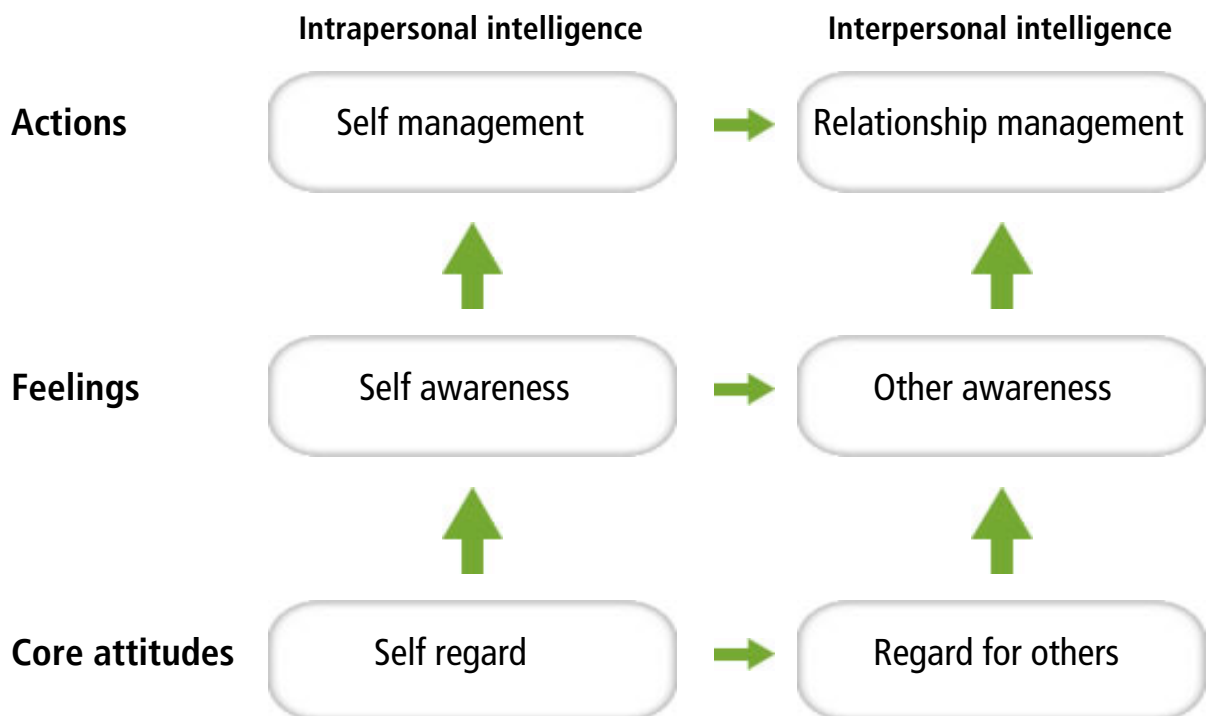 Intrapersonal intelligence Interpersonal intelligence
Actions Self management Relationship management
Feelings Self awareness Other awareness
Core attitudes Self regard Regard for others